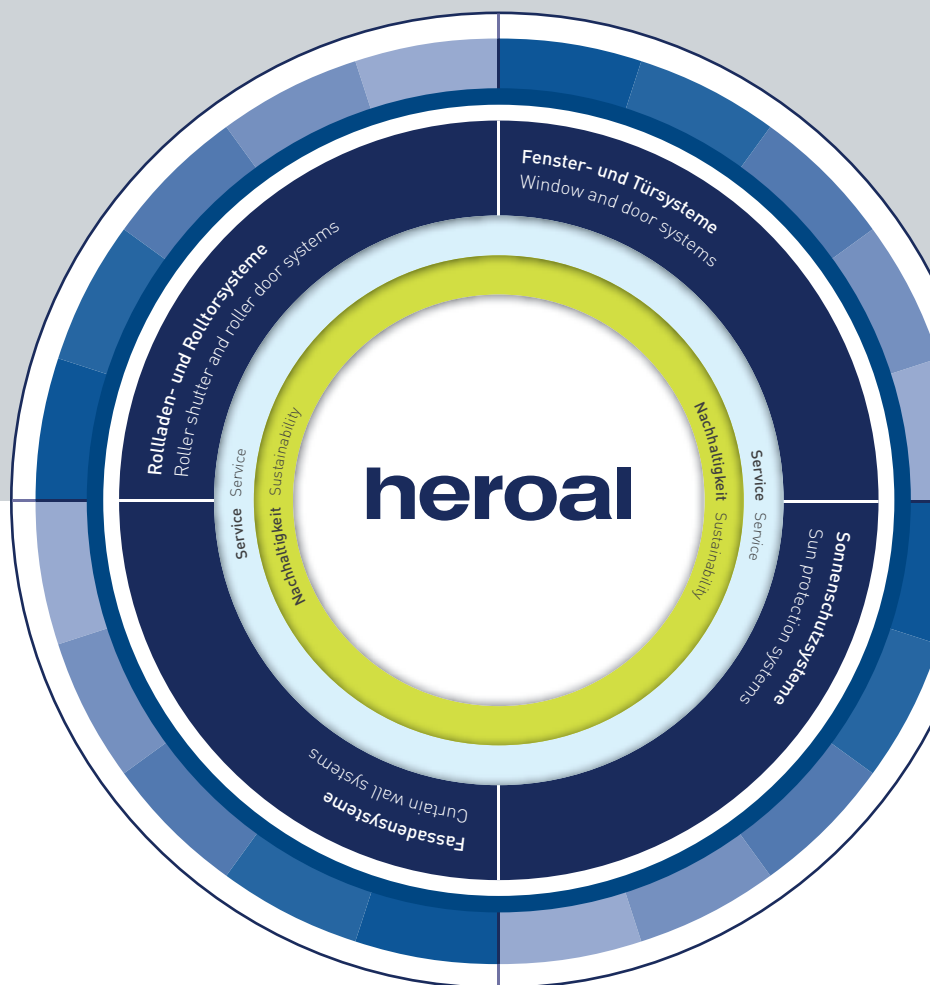 Fenster- und Türsysteme
Window and door systems
Rollladen- und Rolltorsysteme
Roller shutter and roller door systems
Service Service
Nachhaltigkeit Sustainability
heroal
Nachhaltigkeit Sustainability
Service Service
Sonnenschutzsysteme
Sun protection systems
Fassadensysteme
Curtain wall systems